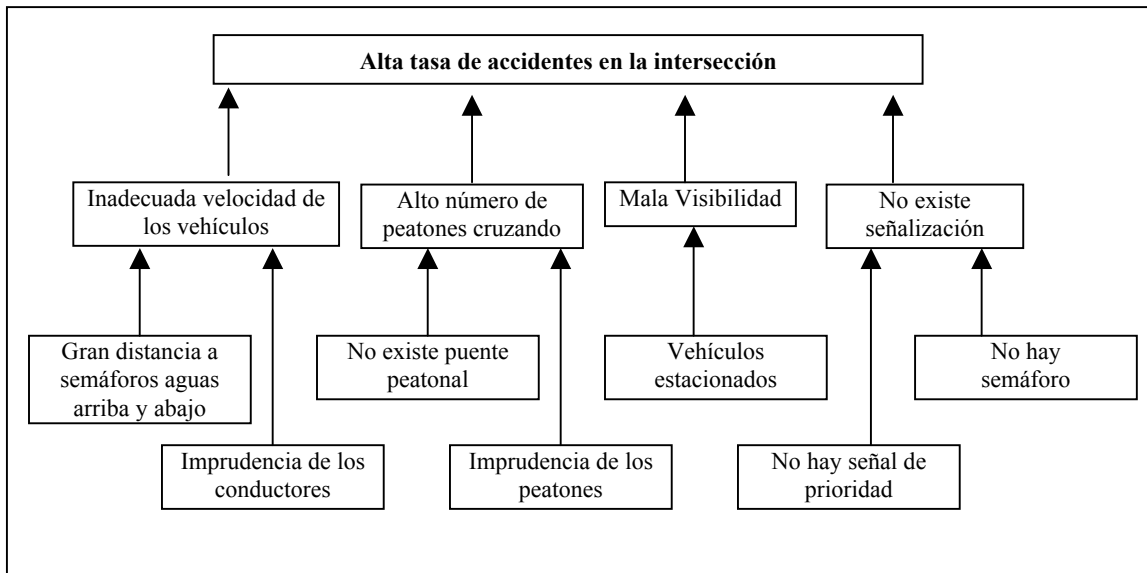 Alta tasa de accidentes en la intersección
Inadecuada velocidad de
los vehículos
Alto número de
peatones cruzando
Mala Visibilidad
No existe
señalización
Gran distancia a
semáforos aguas
arriba y abajo
No existe puente
peatonal
Vehículos
estacionados
No hay
semáforo
Imprudencia de los
conductores
Imprudencia de los
peatones
No hay señal de
prioridad